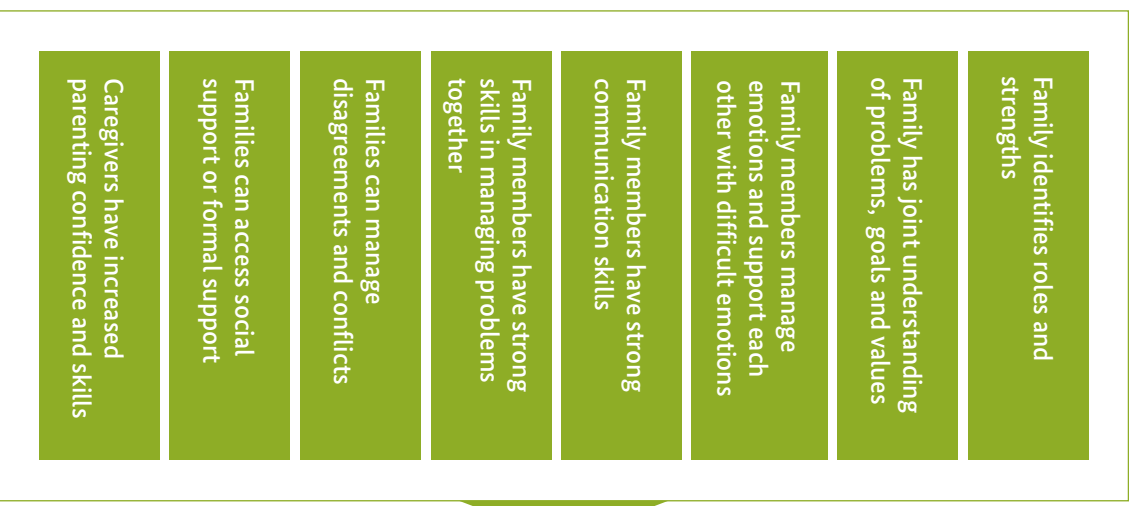 Family identifies roles and
strengths
Family has joint understanding
of problems, goals and values
Family members manage
emotions and support each
other with difficult emotions
Family members have strong
communication skills
Family members have strong
skills in managing problems
together
Families can manage
disagreements and conflicts
Families can access social
support or formal support
Caregivers have increased
parenting confidence and skills